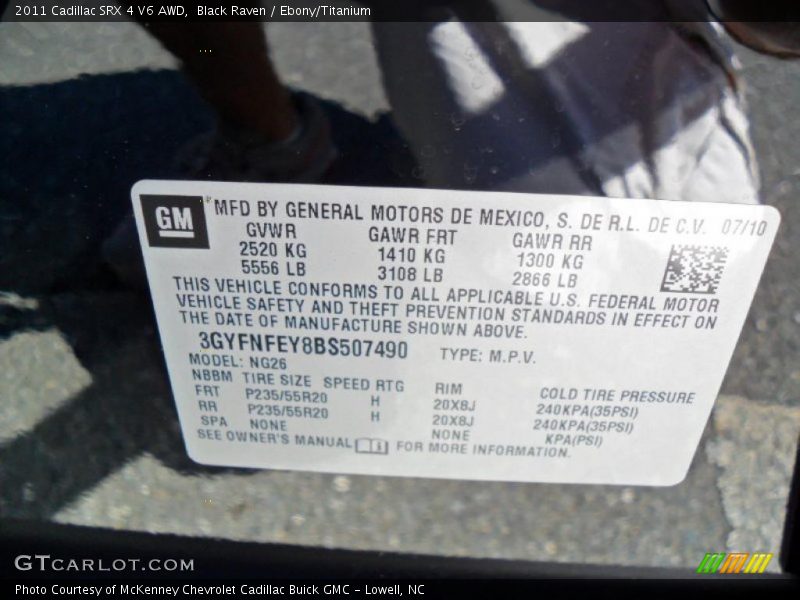 2011 Cadillac SRX 4 V6 AWD, Black Raven / Ebony/Titanium
GM
MFD BY GENERAL MOTORS DE MEXICO, S. DE R.L. DE C.V. 07/10
GVWR GAWR FRT GAWR RR
2520 KG 1410 KG 1300 KG
5556 LB 3108 LB 2866 LB
THIS VEHICLE CONFORMS TO ALL APPLICABLE U.S. FEDERAL MOTOR
VEHICLE SAFETY AND THEFT PREVENTION STANDARDS IN EFFECT ON
THE DATE OF MANUFACTURE SHOWN ABOVE.
3GYFNFEY8BS507490 TYPE: M.P.V.
MODEL: NG26
NBBM TIRE SIZE SPEED RTG RIM COLD TIRE PRESSURE
FRT P235/55R20 H 20X8J 240KPA(35PSI)
RR P235/55R20 H 20X8J 240KPA(35PSI)
SPA NONE NONE KPA(PSI)
SEE OWNER'S MANUAL FOR MORE INFORMATION.
GTCARLOT.COM
Photo Courtesy of McKenney Chevrolet Cadillac Buick GMC - Lowell, NC